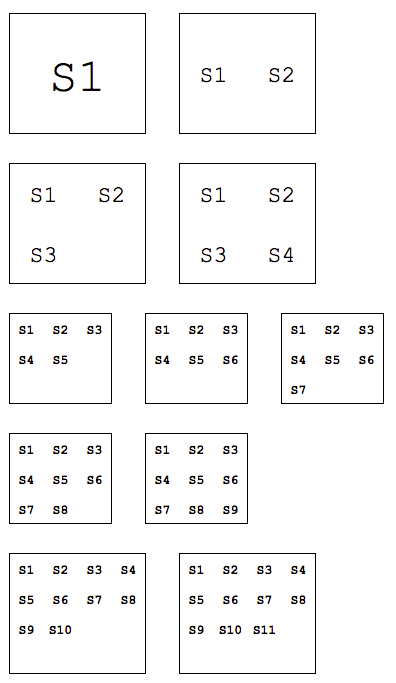 S1
S1 S2
S1 S2
S3
S1 S2
S3 S4
S1 S2 S3
S4 S5
S1 S2 S3
S4 S5 S6
S1 S2 S3
S4 S5 S6
S7
S1 S2 S3
S4 S5 S6
S7 S8
S1 S2 S3
S4 S5 S6
S7 S8 S9
S1 S2 S3 S4
S5 S6 S7 S8
S9 S10
S1 S2 S3 S4
S5 S6 S7 S8
S9 S10 S11